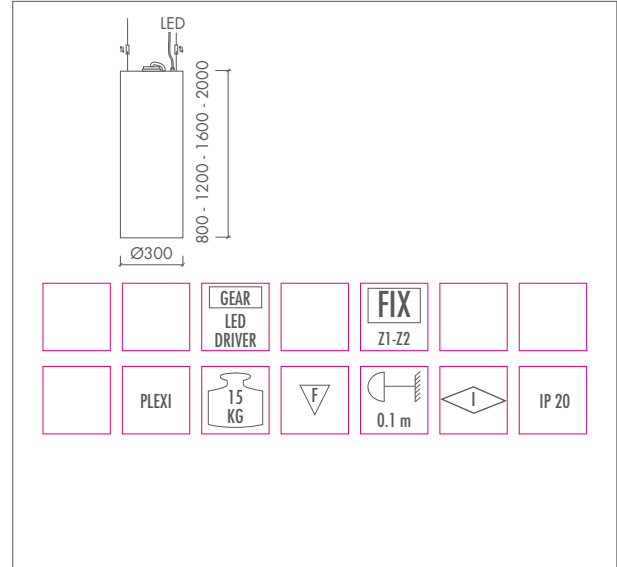 LED
800 - 1200 - 1600 - 2000
Ø300
GEAR
LED
DRIVER
FIX
Z1-Z2
PLEXI
15
KG
F
0.1 m
I
IP 20